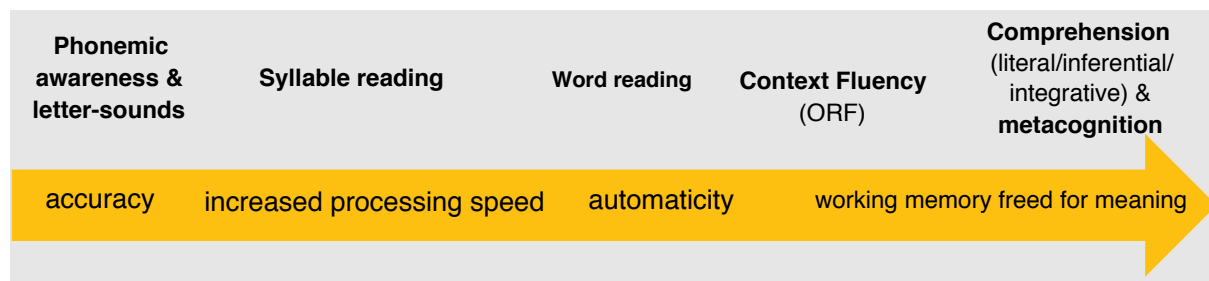 Phonemic
awareness &
letter-sounds
Syllable reading
Word reading
Context Fluency
(ORF)
Comprehension
(literal/inferential/
integrative) &
metacognition
accuracy
increased processing speed
automaticity
working memory freed for meaning